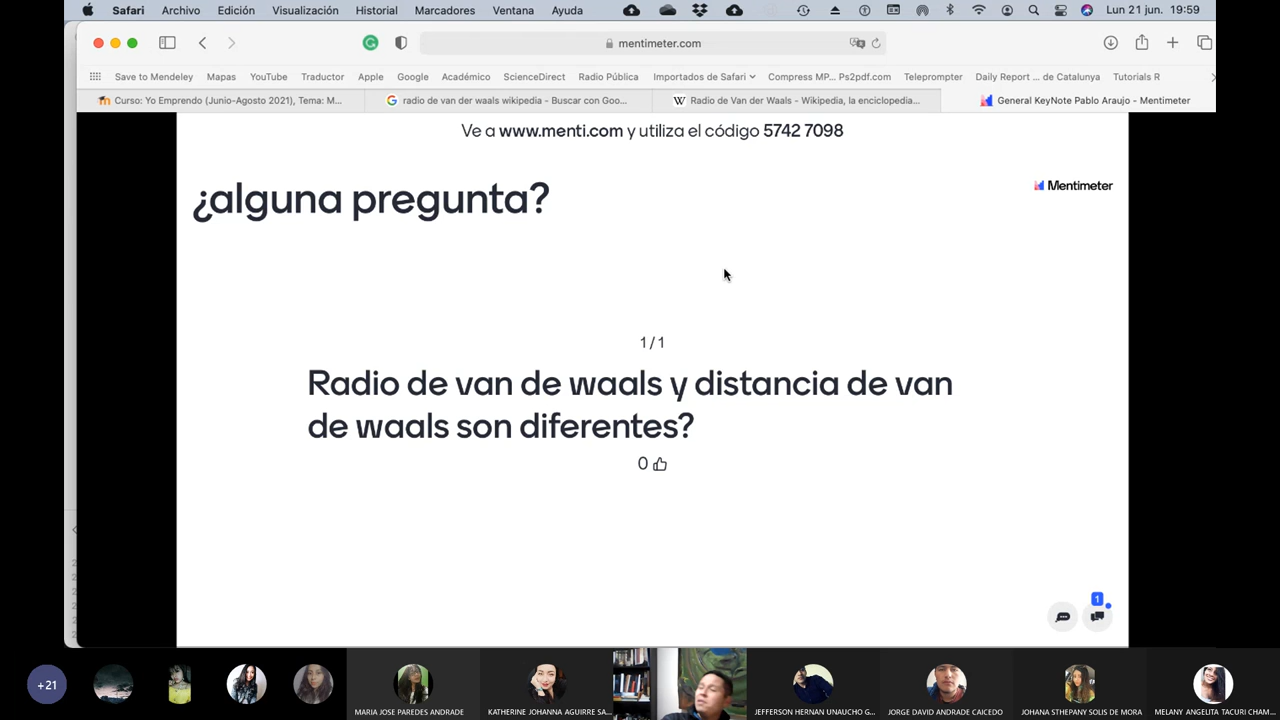 Safari Archivo Edición Visualización Historial Marcadores Ventana Ayuda Lun 21 jun. 19:59
mentimeter.com
Save to Mendeley Mapas YouTube Traductor Apple Google Académico ScienceDirect Radio Pública Importados de Safari Compress MP... Ps2pdf.com Teleprompter Daily Report ... de Catalunya Tutorials R
Curso: Yo Emprendo (Junio-Agosto 2021), Tema: M... radio de van der waals wikipedia - Buscar con Goo... Radio de Van der Waals - Wikipedia, la enciclopedia... General KeyNote Pablo Araujo - Mentimeter
Ve a www.menti.com y utiliza el código 5742 7098
Mentimeter
¿alguna pregunta?
1 / 1
Radio de van de waals y distancia de van
de waals son diferentes?
0
1
+21
MARIA JOSE PAREDES ANDRADE KATHERINE JOHANNA AGUIRRE SA... JEFFERSON HERNAN UNAUCHO G... JORGE DAVID ANDRADE CAICEDO JOHANA STHEPANY SOLIS DE MORA MELANY ANGELITA TACURI CHAM...